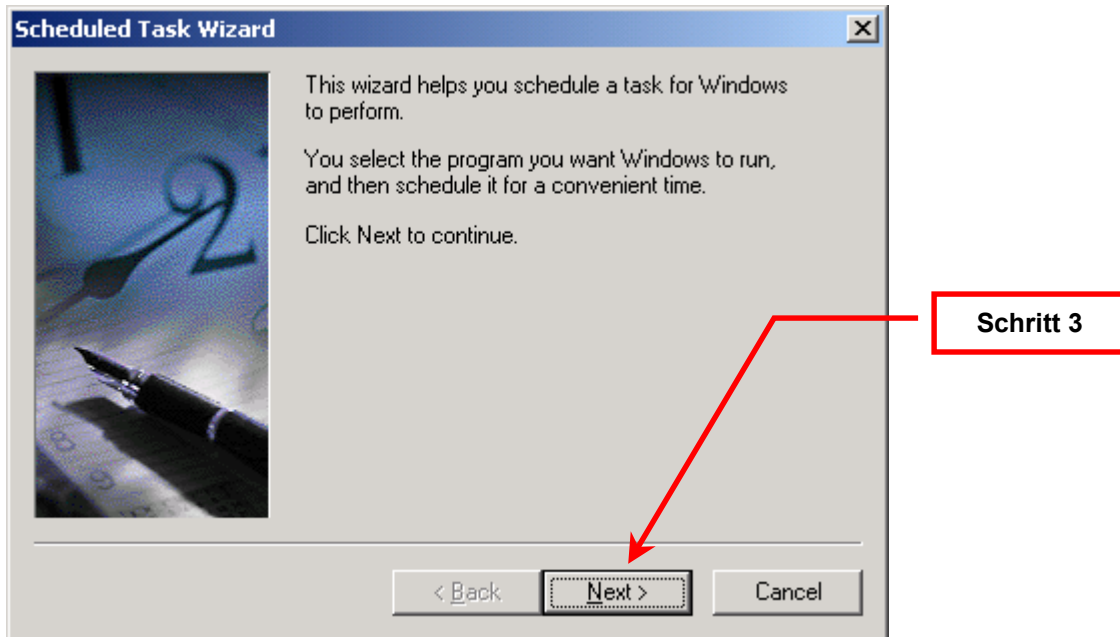 Scheduled Task Wizard
This wizard helps you schedule a task for Windows
to perform.
You select the program you want Windows to run,
and then schedule it for a convenient time.
Click Next to continue.
Schritt 3
< Back
Next >
Cancel